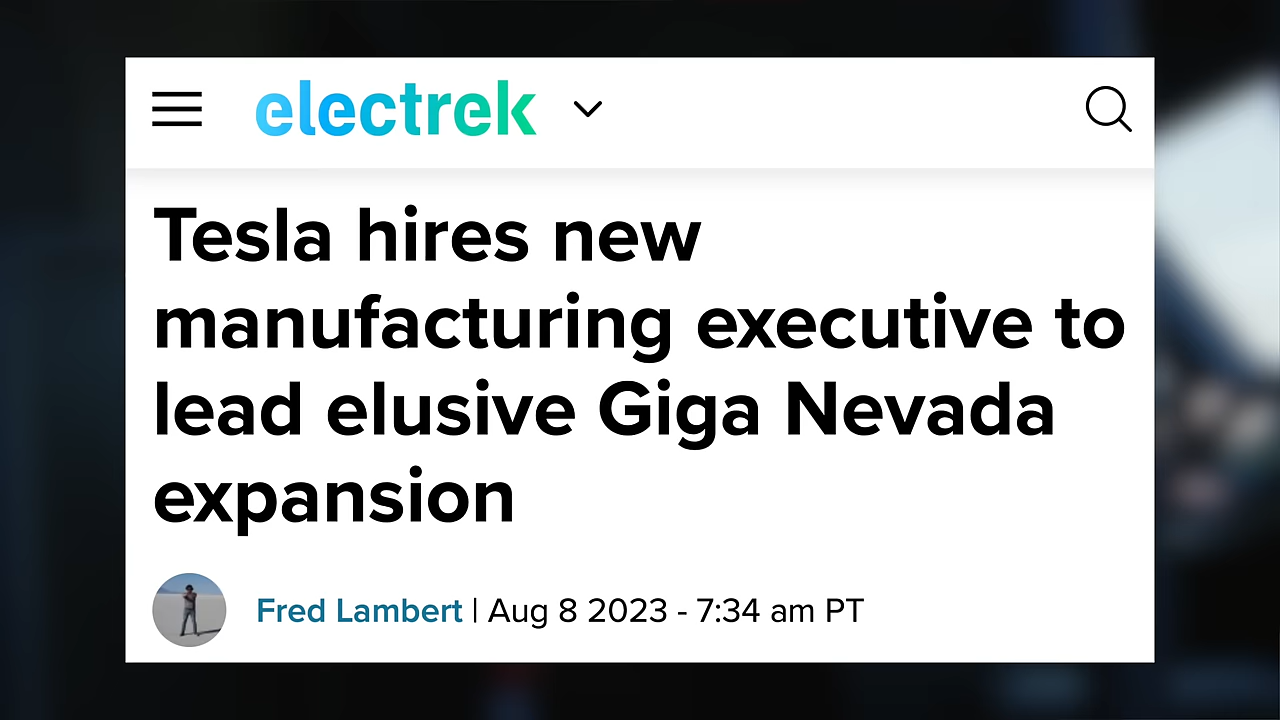 electrek
Tesla hires new
manufacturing executive to
lead elusive Giga Nevada
expansion
Fred Lambert | Aug 8 2023 - 7:34 am PT